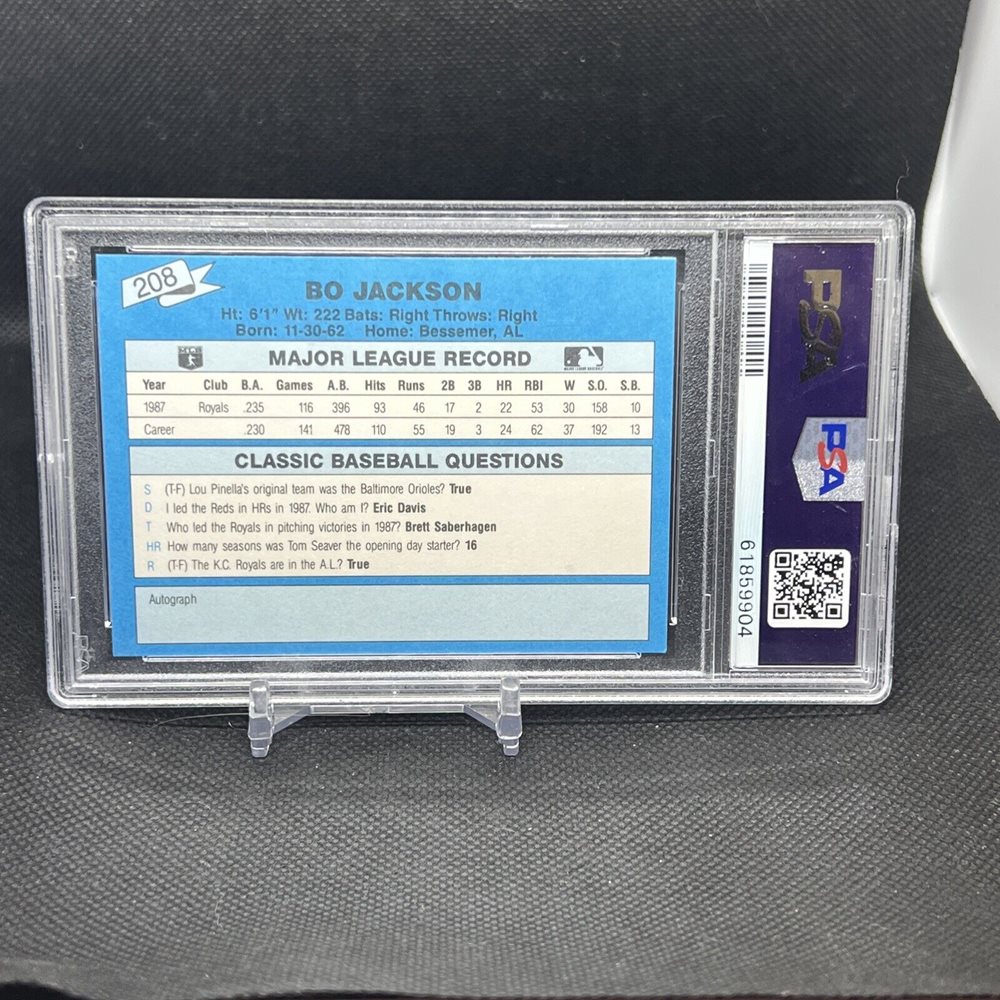 208
BO JACKSON
Ht: 6'1" Wt: 222 Bats: Right Throws: Right
Born: 11-30-62 Home: Bessemer, AL
MAJOR LEAGUE RECORD
Year Club B.A. Games A.B. Hits Runs 2B 3B HR RBI W S.O. S.B.
1987 Royals .235 116 396 93 46 17 2 22 53 30 158 10
Career .230 141 478 110 55 19 3 24 62 37 192 13
CLASSIC BASEBALL QUESTIONS
S (T-F) Lou Pinella's original team was the Baltimore Orioles? True
D I led the Reds in HRs in 1987. Who am I? Eric Davis
T Who led the Royals in pitching victories in 1987? Brett Saberhagen
HR How many seasons was Tom Seaver the opening day starter? 16
R (T-F) The K.C. Royals are in the A.L.? True
Autograph
PSA
PSA
61859904